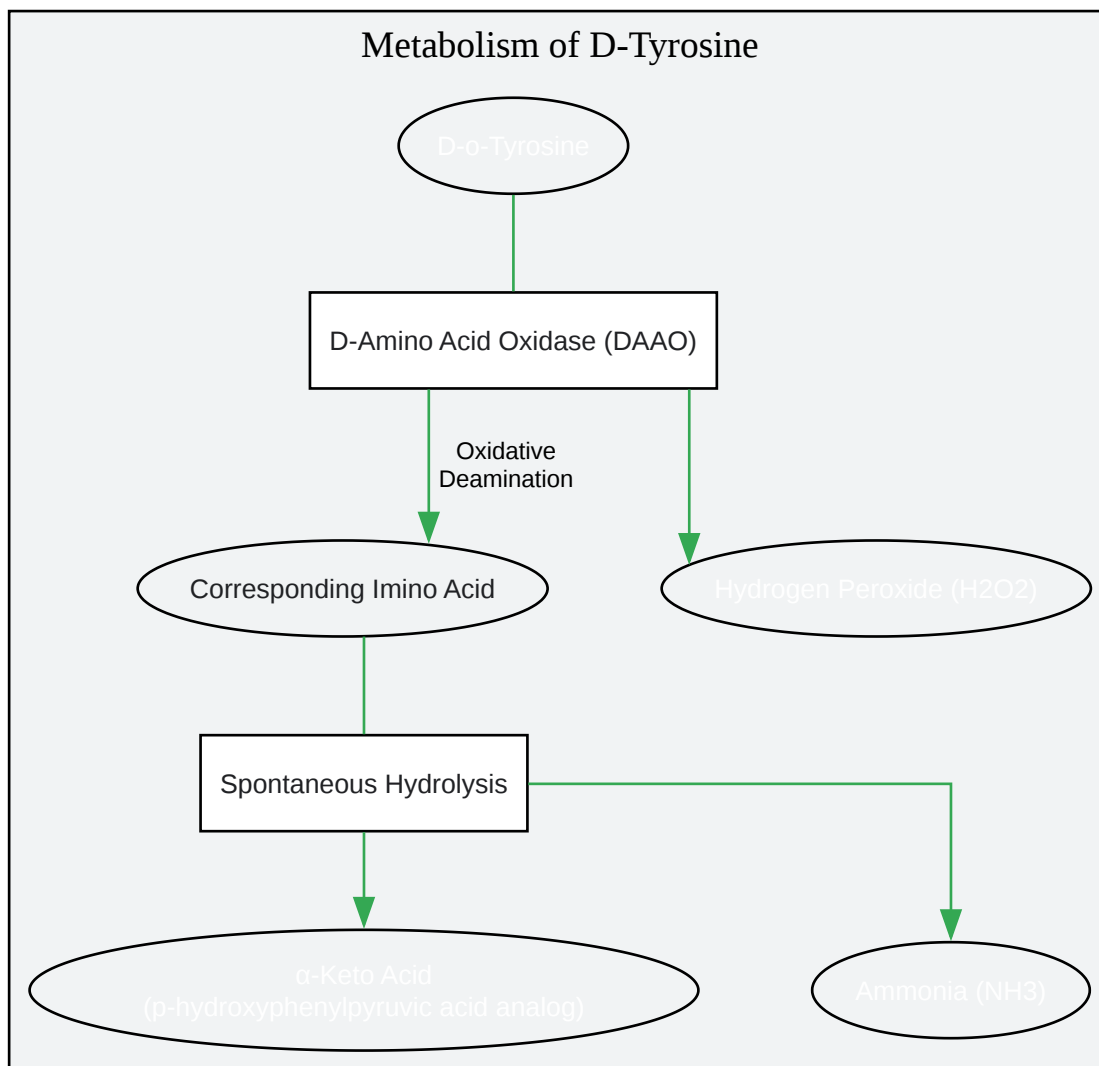 Metabolism of D-Tyrosine
D-o-Tyrosine
D-Amino Acid Oxidase (DAAO)
Oxidative
Deamination
Corresponding Imino Acid
Hydrogen Peroxide (H2O2)
Spontaneous Hydrolysis
α-Keto Acid
(p-hydroxyphenylpyruvic acid analog)
Ammonia (NH3)